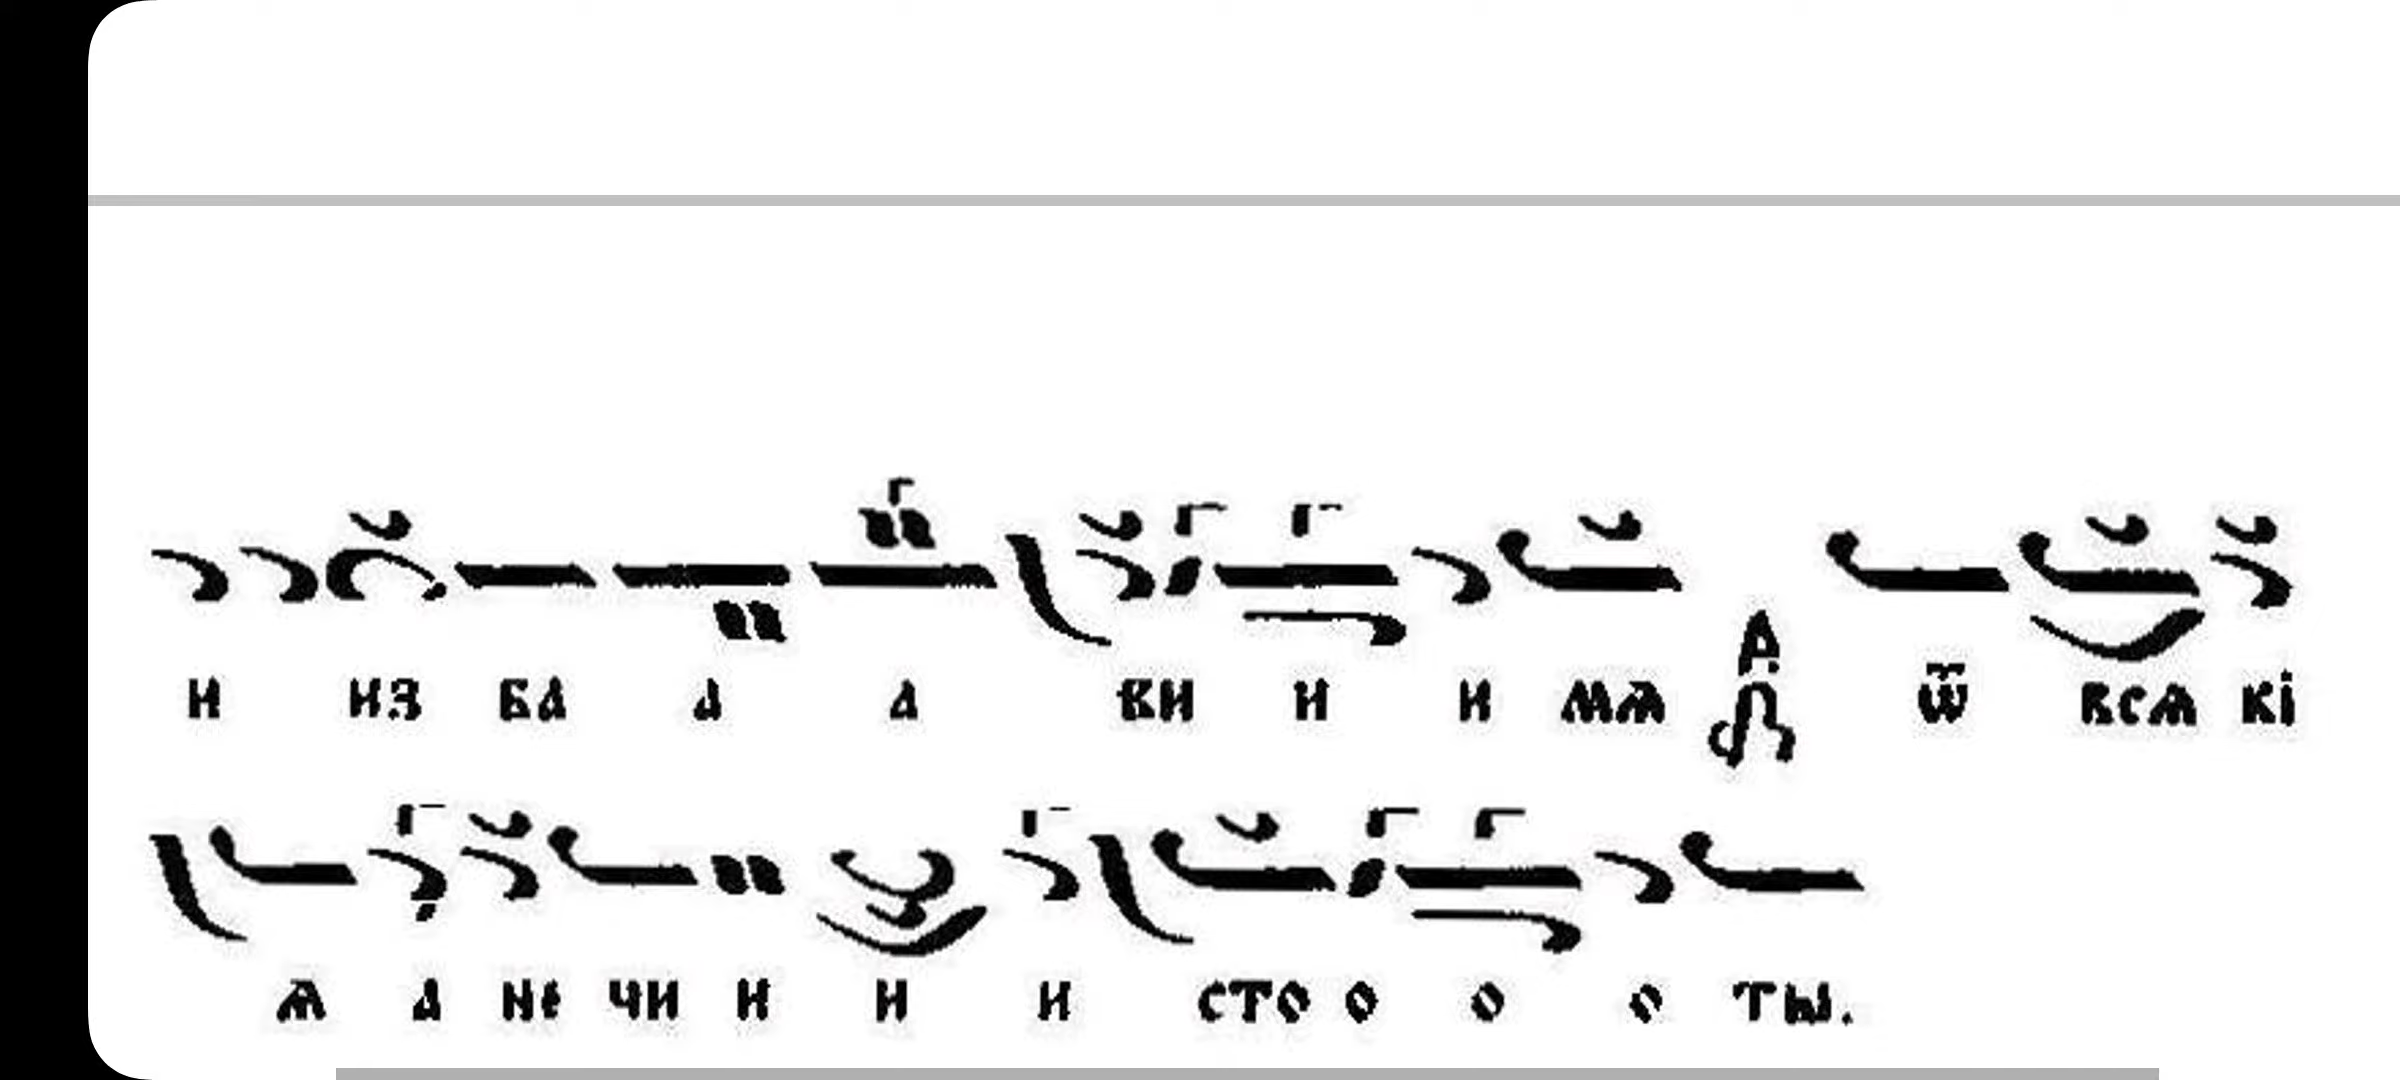 и из ба а а ви и и мѧ ѿ всѧ кі
ѧ а не чи и и и сто о о о ты.